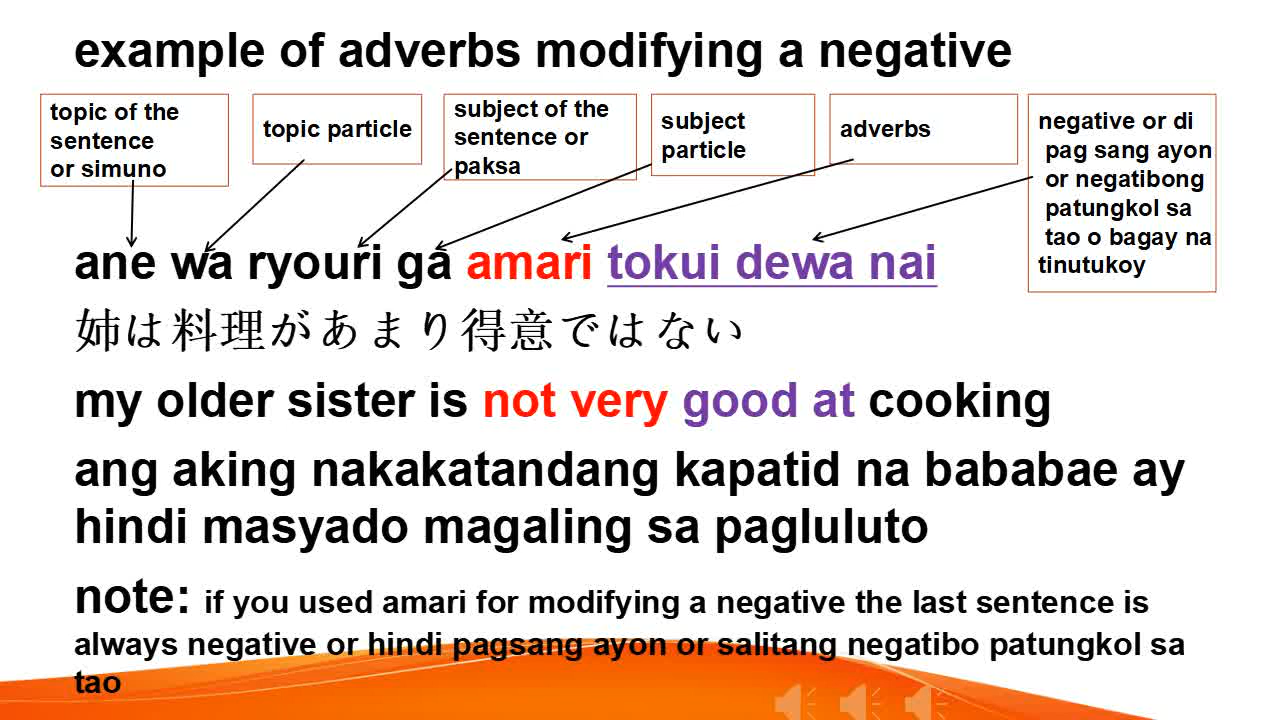 example of adverbs modifying a negative
topic of the
sentence
or simuno
topic particle
subject of the
sentence or
paksa
subject
particle
adverbs
negative or di
pag sang ayon
or negatibong
patungkol sa
tao o bagay na
tinutukoy
ane wa ryouri ga amari tokui dewa nai
姉は料理があまり得意ではない
my older sister is not very good at cooking
ang aking nakakatandang kapatid na bababae ay
hindi masyado magaling sa pagluluto
note: if you used amari for modifying a negative the last sentence is
always negative or hindi pagsang ayon or salitang negatibo patungkol sa
tao